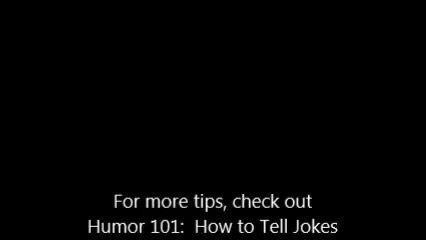 For more tips, check out
Humor 101:  How to Tell Jokes